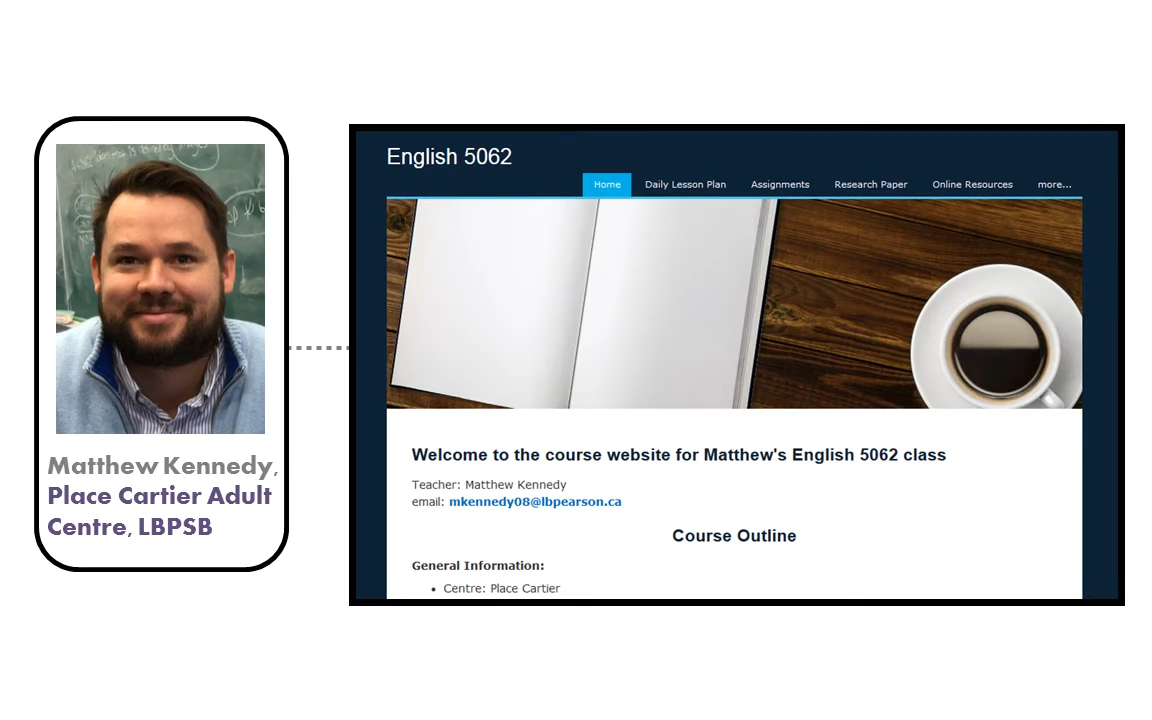 Matthew Kennedy,
Place Cartier Adult
Centre, LBPSB
English 5062
Home Daily Lesson Plan Assignments Research Paper Online Resources more...
Welcome to the course website for Matthew's English 5062 class
Teacher: Matthew Kennedy
email: mkennedy08@lbpearson.ca
Course Outline
General Information:
• Centre: Place Cartier